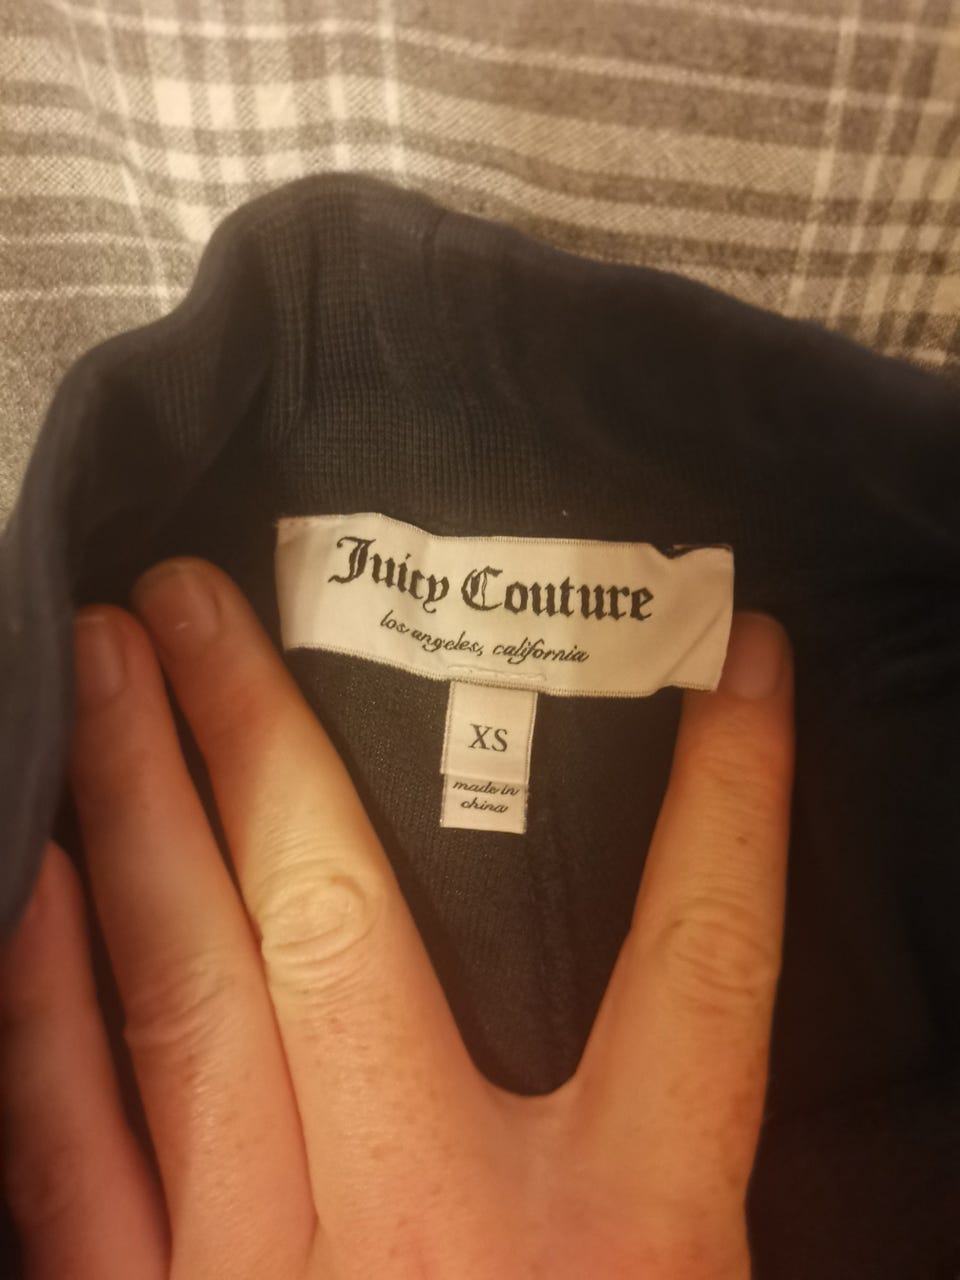 Juicy Couture
los angeles, california
XS
made in
china